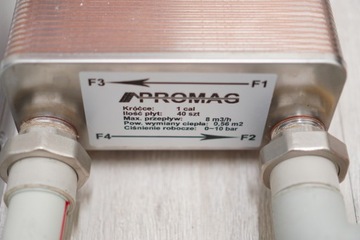 F3 F1
PROMAG
Króćce: 1 cal
Ilość płyt: 40 szt
Max. przepływ: 8 m3/h
Pow. wymiany ciepła: 0,56 m2
Ciśnienie robocze: 0-10 bar
F4 F2